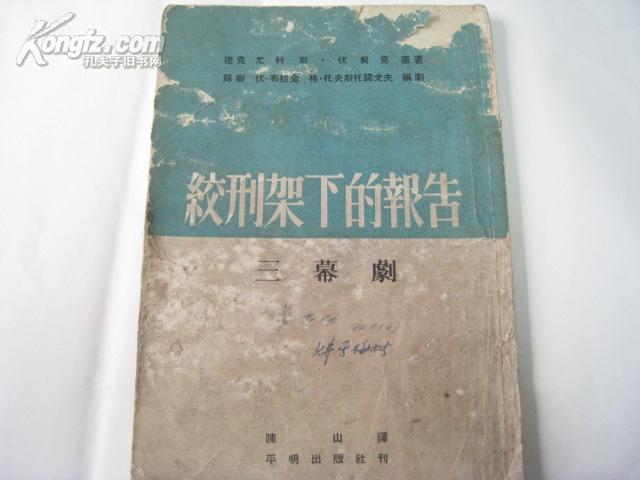 Kongfz.com
孔夫子旧书网
捷克 尤利斯·伏契克 原著
蘇聯 伏·布拉金 格·托夫斯托諾戈夫 編劇
絞刑架下的報告
三幕劇
陳山譯
平明出版社刊